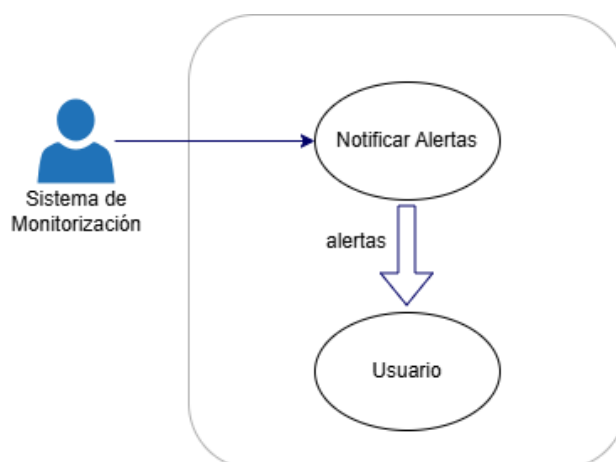 Notificar Alertas
Sistema de
Monitorización
alertas
Usuario